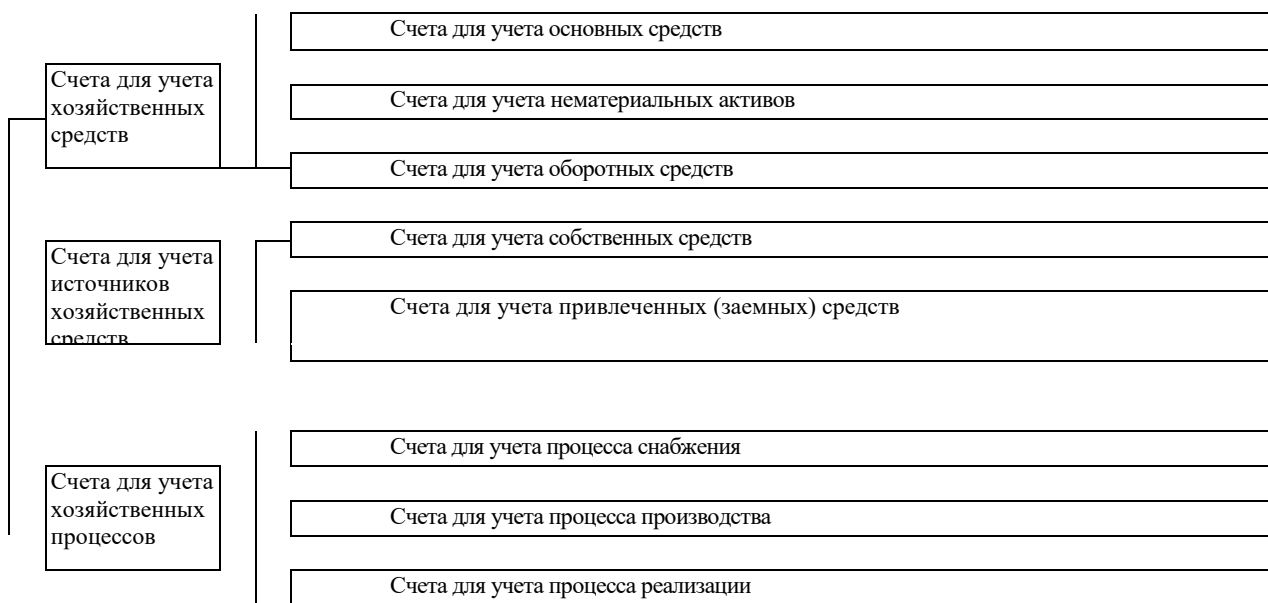 Счета для учета
хозяйственных
средств
Счета для учета основных средств
Счета для учета нематериальных активов
Счета для учета оборотных средств
Счета для учета
источников
хозяйственных
средств
Счета для учета собственных средств
Счета для учета привлеченных (заемных) средств
Счета для учета
хозяйственных
процессов
Счета для учета процесса снабжения
Счета для учета процесса производства
Счета для учета процесса реализации